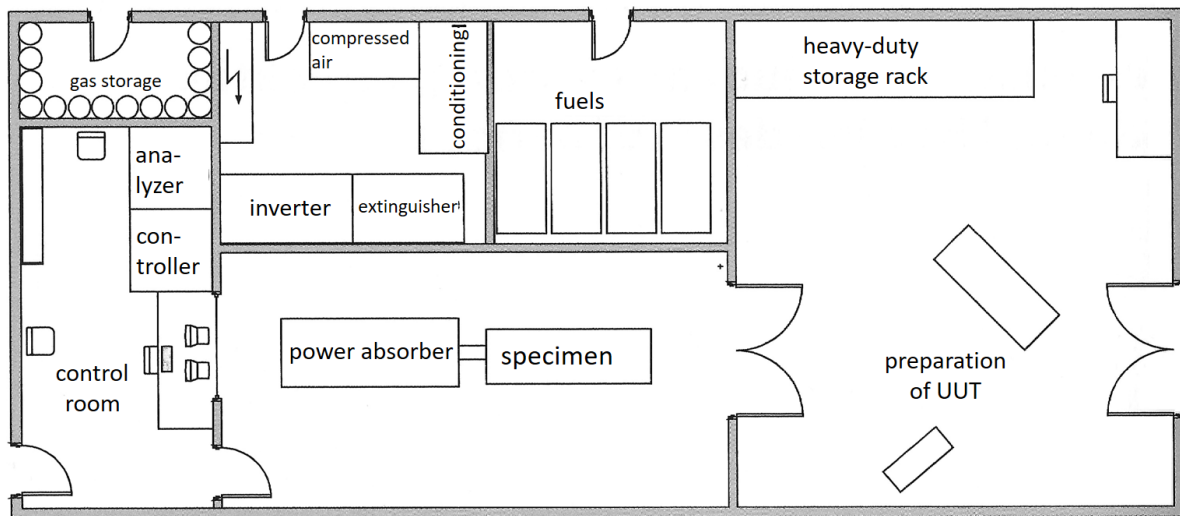 gas storage
compressed
air
conditioning
fuels
heavy-duty
storage rack
ana-
lyzer
con-
troller
inverter
extinguisher
power absorber
specimen
control
room
preparation
of UUT